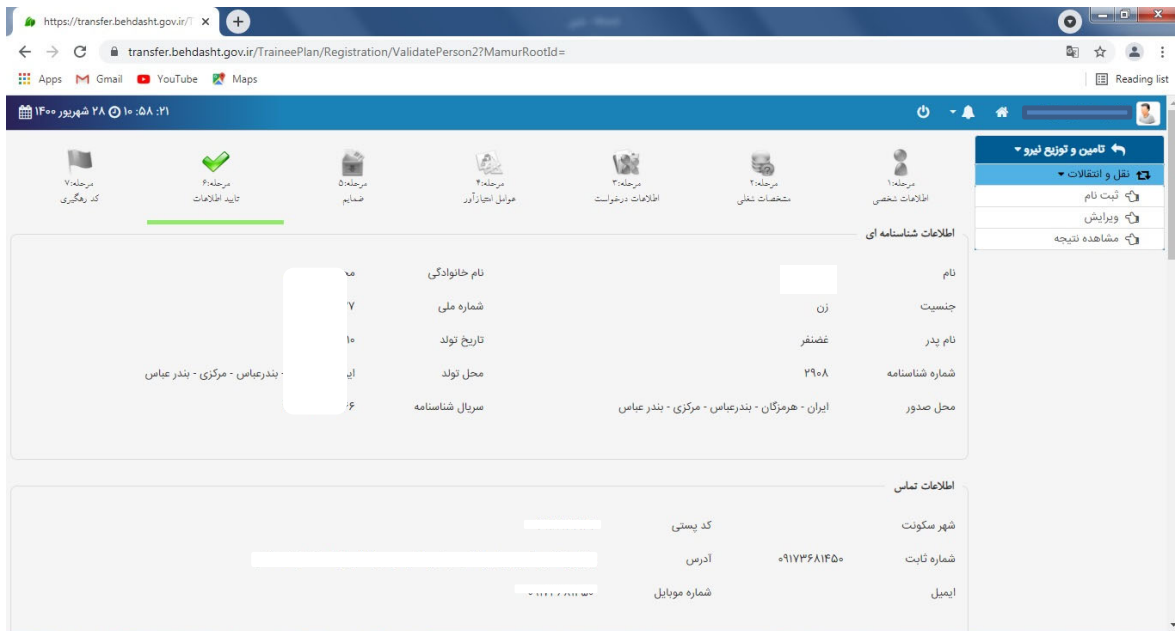 https://transfer.behdasht.gov.ir/T
transfer.behdasht.gov.ir/TraineePlan/Registration/ValidatePerson2?MamurRootId=
Apps Gmail YouTube Maps Reading list
۲۸ شهریور ۱۴۰۰ ۱۰ :۵۸ :۲۱
تامین و توزیع نیرو
نقل و انتقالات
ثبت نام
ویرایش
مشاهده نتیجه
مرحله:۱ مرحله:۲ مرحله:۳ مرحله:۴ مرحله:۵ مرحله:۶ مرحله:۷
اطلاعات شخصی مشخصات شغلی اطلاعات درخواست عوامل امتیازآور ضمایم تایید اطلاعات کد رهگیری
اطلاعات شناسنامه ای
نام نام خانوادگی
جنسیت زن شماره ملی
نام پدر غضنفر تاریخ تولد
شماره شناسنامه ۲۹۰۸ محل تولد - بندرعباس - مرکزی - بندر عباس
محل صدور ایران - هرمزگان - بندرعباس - مرکزی - بندر عباس سریال شناسنامه
اطلاعات تماس
شهر سکونت کد پستی
شماره ثابت ۰۹۱۷۳۶۸۱۴۵۰ آدرس
ایمیل شماره موبایل